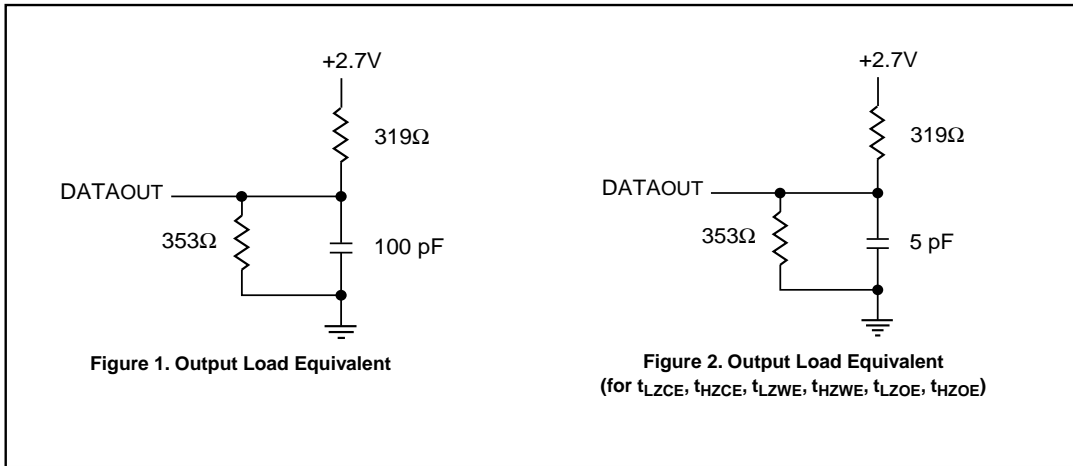 +2.7V
319Ω
DATAOUT
353Ω
100 pF
Figure 1. Output Load Equivalent
+2.7V
319Ω
DATAOUT
353Ω
5 pF
Figure 2. Output Load Equivalent
(for tLZCE, tHZCE, tLZWE, tHZWE, tLZOE, tHZOE)